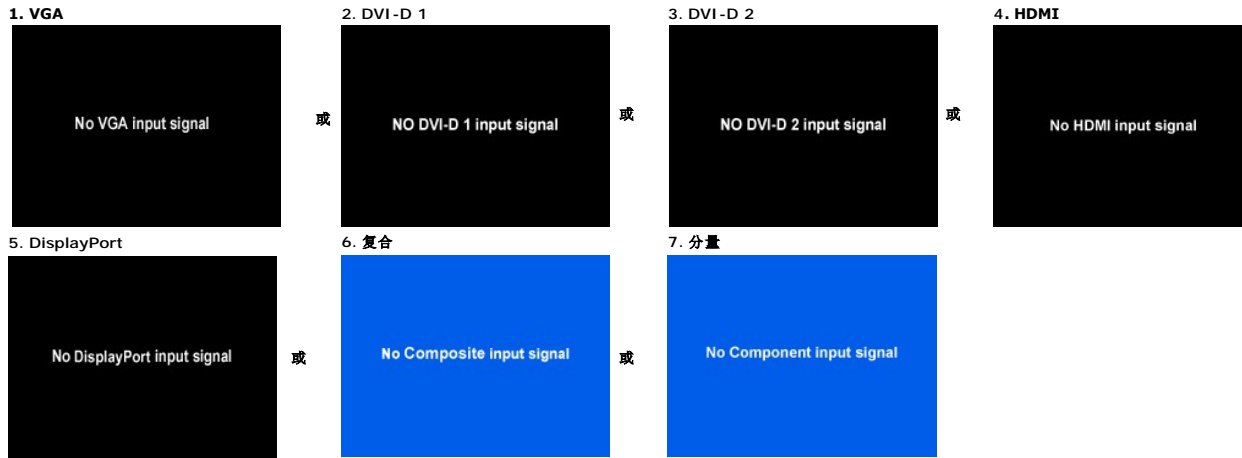 1. VGA
2. DVI-D 1
3. DVI-D 2
4. HDMI
No VGA input signal
或
NO DVI-D 1 input signal
或
NO DVI-D 2 input signal
或
No HDMI input signal
5. DisplayPort
6. 复合
7. 分量
No DisplayPort input signal
或
No Composite input signal
或
No Component input signal